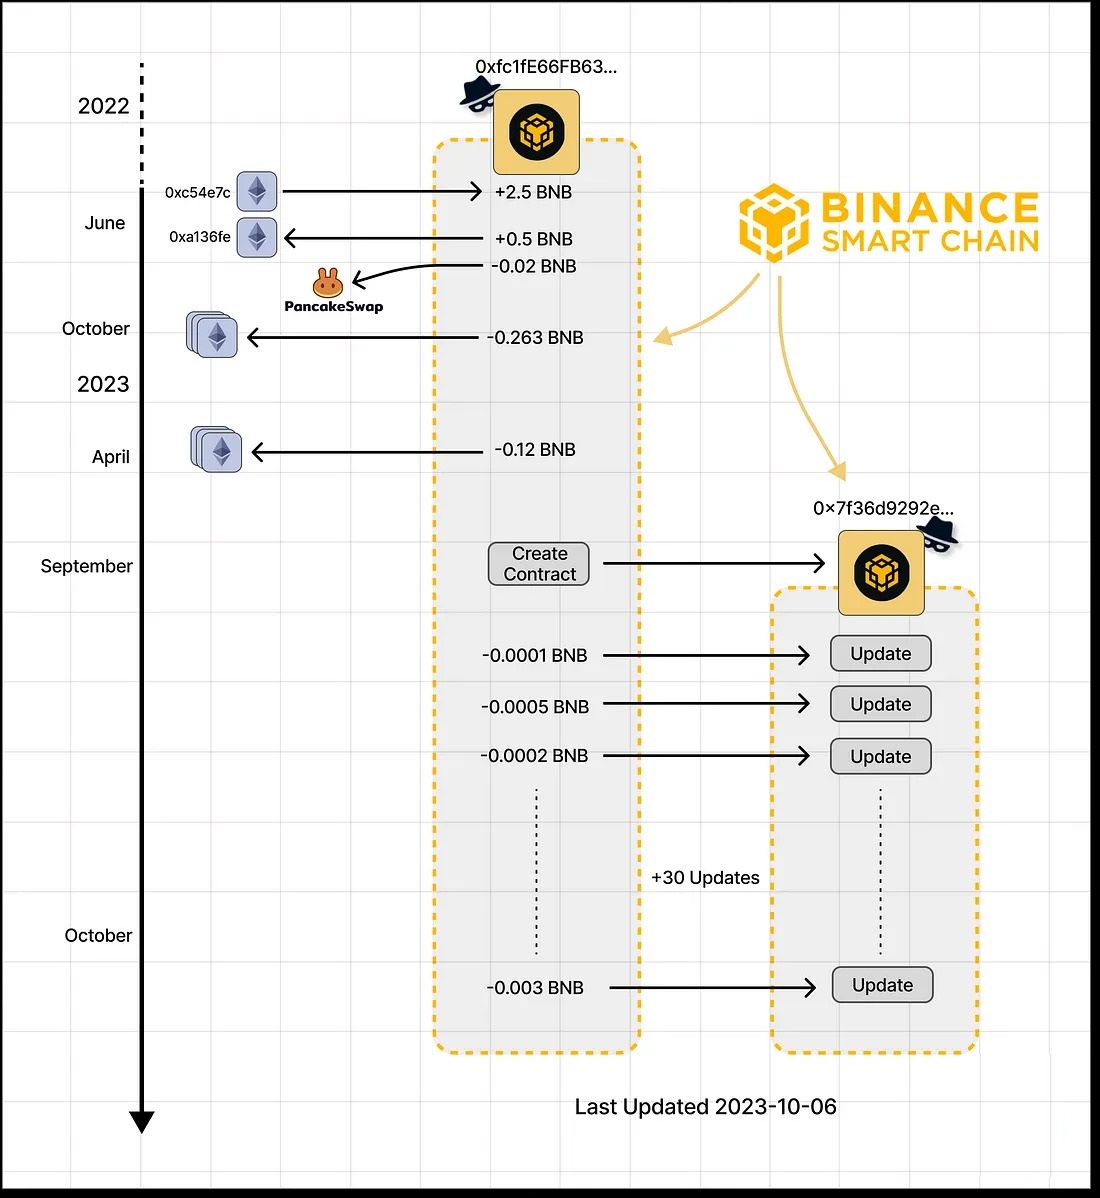 0xfc1fE66FB63...
2022
0xc54e7c
+2.5 BNB
June
0xa136fe
+0.5 BNB
-0.02 BNB
PancakeSwap
BINANCE
SMART CHAIN
October
-0.263 BNB
2023
April
-0.12 BNB
0×7f36d9292e...
September
Create
Contract
-0.0001 BNB
Update
-0.0005 BNB
Update
-0.0002 BNB
Update
+30 Updates
October
-0.003 BNB
Update
Last Updated 2023-10-06